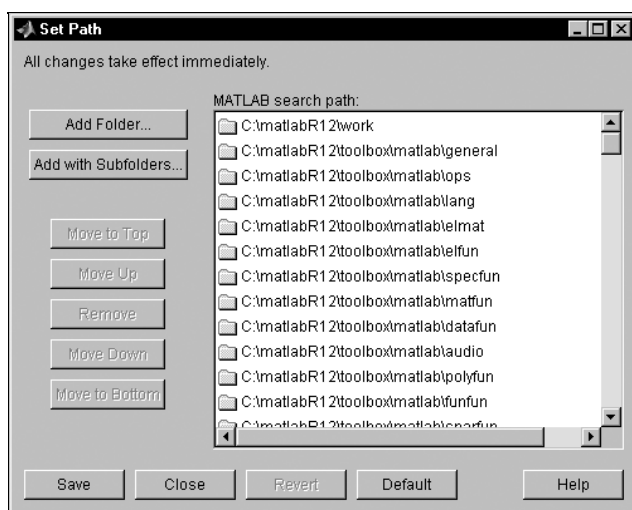 Set Path
All changes take effect immediately.
MATLAB search path:
Add Folder...
Add with Subfolders...
Move to Top
Move Up
Remove
Move Down
Move to Bottom
C:\matlabR12\work
C:\matlabR12\toolbox\matlab\general
C:\matlabR12\toolbox\matlab\ops
C:\matlabR12\toolbox\matlab\lang
C:\matlabR12\toolbox\matlab\elmat
C:\matlabR12\toolbox\matlab\elfun
C:\matlabR12\toolbox\matlab\specfun
C:\matlabR12\toolbox\matlab\matfun
C:\matlabR12\toolbox\matlab\datafun
C:\matlabR12\toolbox\matlab\audio
C:\matlabR12\toolbox\matlab\polyfun
C:\matlabR12\toolbox\matlab\funfun
C:\matlabR12\toolbox\matlab\sparfun
Save
Close
Revert
Default
Help